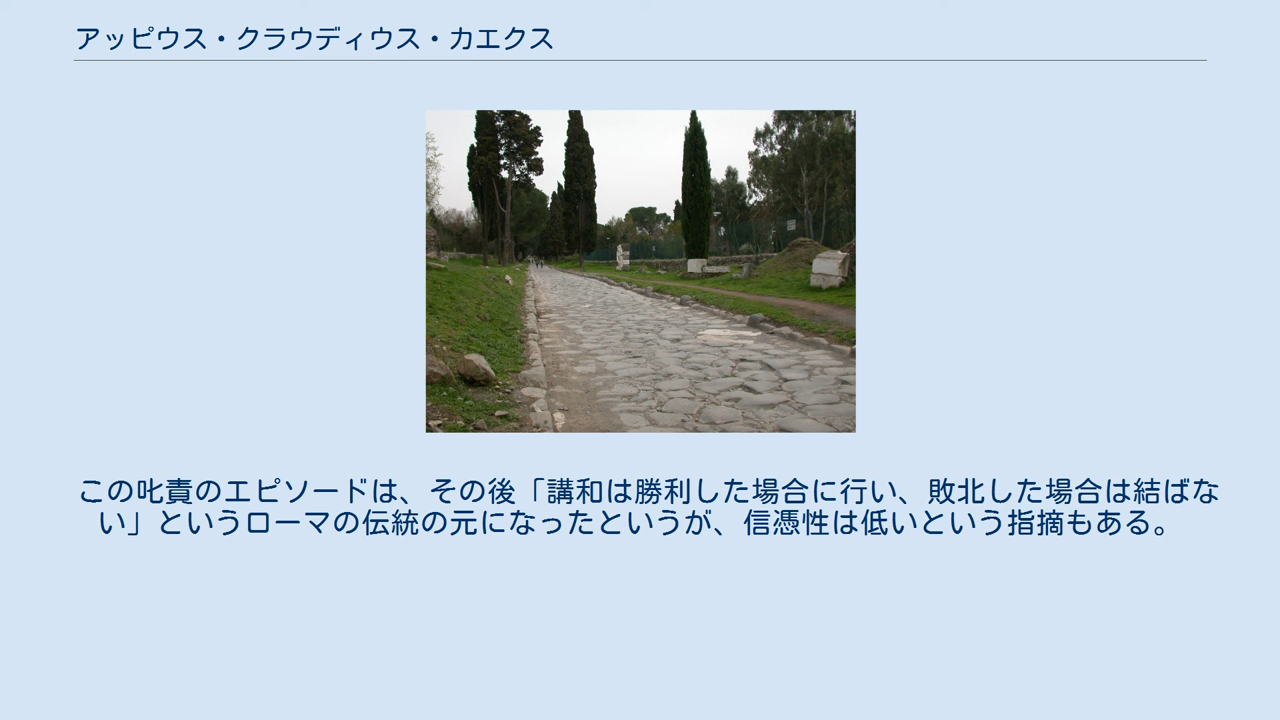 アッピウス・クラウディウス・カエクス
この叱責のエピソードは、その後「講和は勝利した場合に行い、敗北した場合は結ばな
い」というローマの伝統の元になったというが、信憑性は低いという指摘もある。